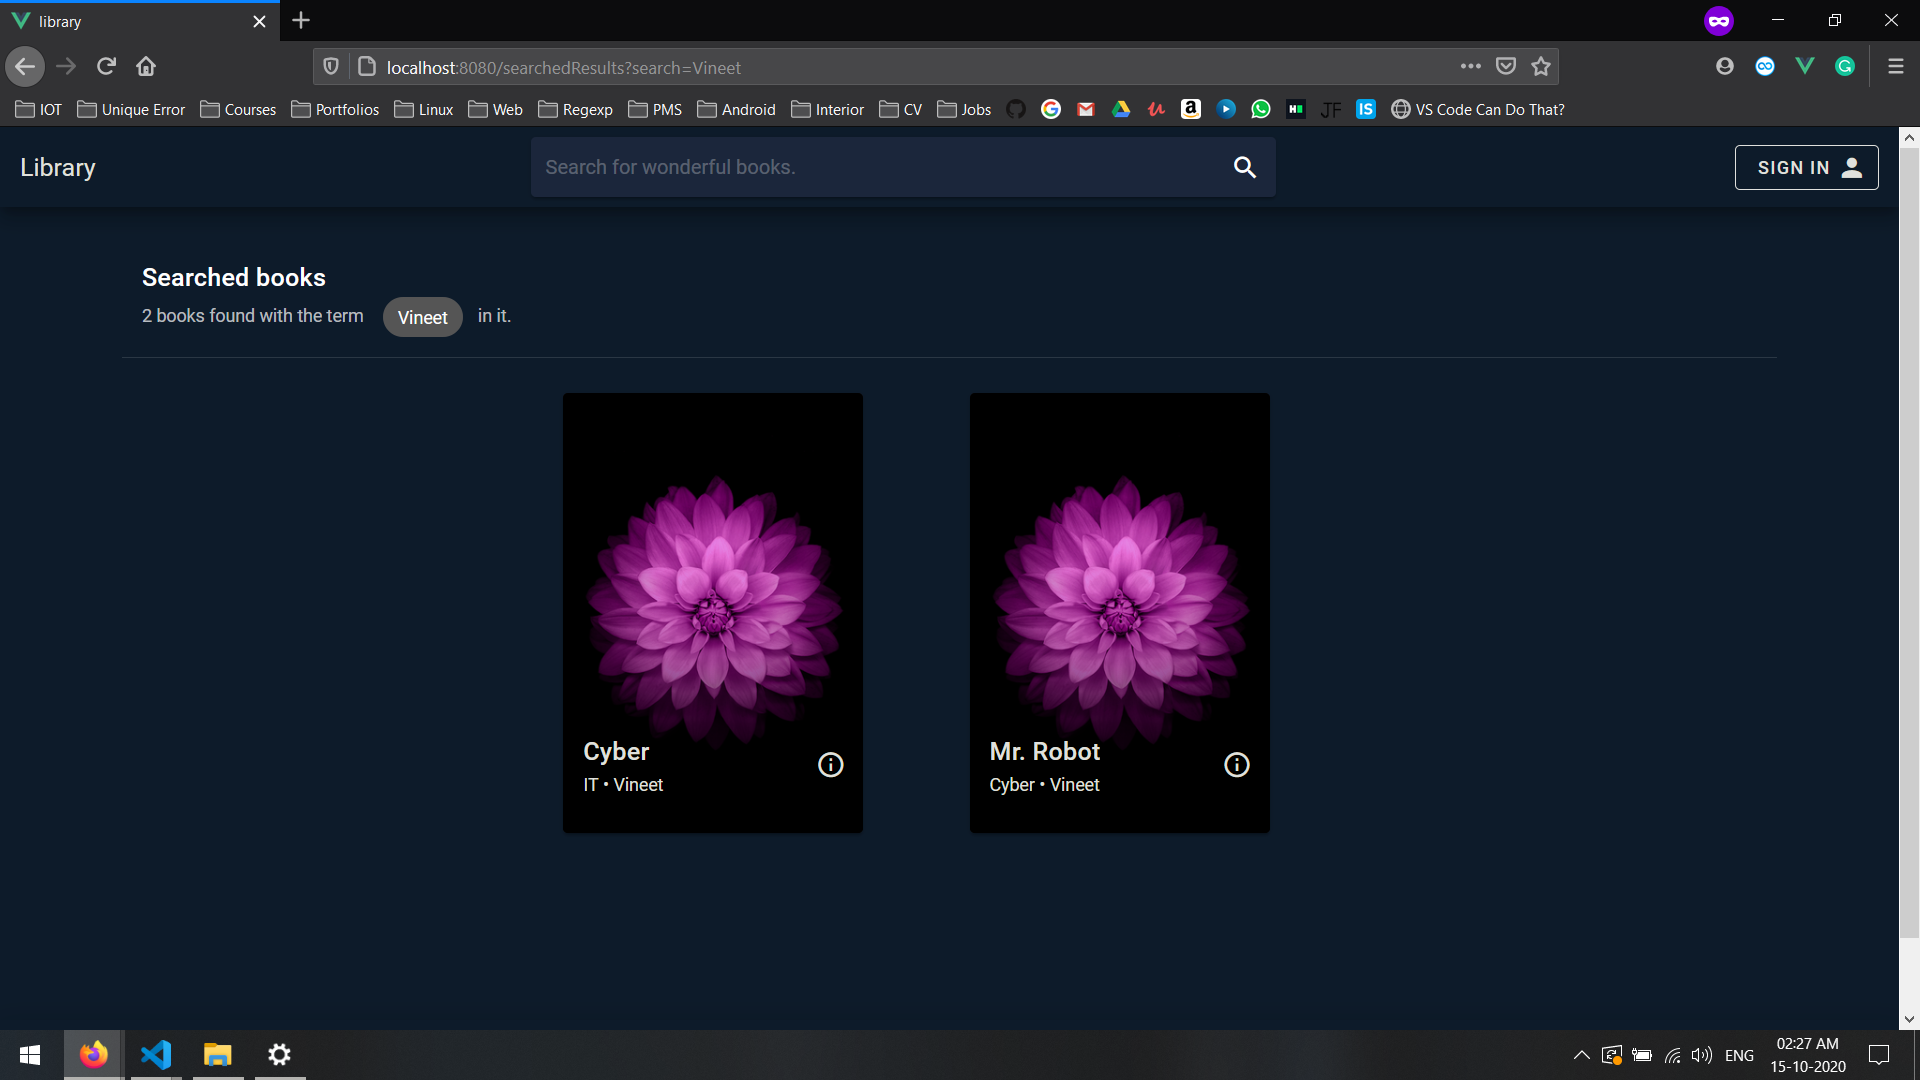 library
localhost:8080/searchedResults?search=Vineet
IOT Unique Error Courses Portfolios Linux Web Regexp PMS Android Interior CV Jobs VS Code Can Do That?
Library
Search for wonderful books.
SIGN IN
Searched books
2 books found with the term Vineet in it.
Cyber
IT • Vineet
Mr. Robot
Cyber • Vineet
ENG
02:27 AM
15-10-2020